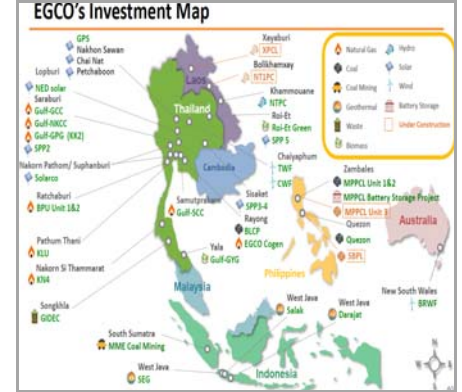 EGCO's Investment Map
GPS
Nakhon Sawan
Chai Nat
Petchaboon
Lopburi
NED solar
Saraburi
Gulf-GCC
Gulf-NKCC
Gulf-GPG (KK2)
SPP2
Nakorn Pathom/ Suphanburi
Solarco
Ratchaburi
BPU Unit 1&2
Pathum Thani
KLU
Nakorn Si Thammarat
KN4
Songkhla
GIDEC
South Sumatra
MME Coal Mining
West Java
SEG
Xayaburi
XPCL
Bolikhamxay
NT1PC
Khammouane
NTPC
Roi-Et
Roi-Et Green
SPP 5
Chaiyaphum
TWF
CWF
Sisaket
SPP3-4
Rayong
BLCP
EGCO Cogen
Samutprakarn
Gulf-SCC
Yala
Gulf-GYG
West Java
Salak
West Java
Darajat
Laos
Thailand
Cambodia
Malaysia
Indonesia
Philippines
Australia
Zambales
MPPCL Unit 1&2
MPPCL Battery Storage Project
MPPCL Unit 3
Quezon
Quezon
SBPL
New South Wales
BRWF
Natural Gas
Coal
Coal Mining
Geothermal
Waste
Biomass
Hydro
Solar
Wind
Battery Storage
Under Construction